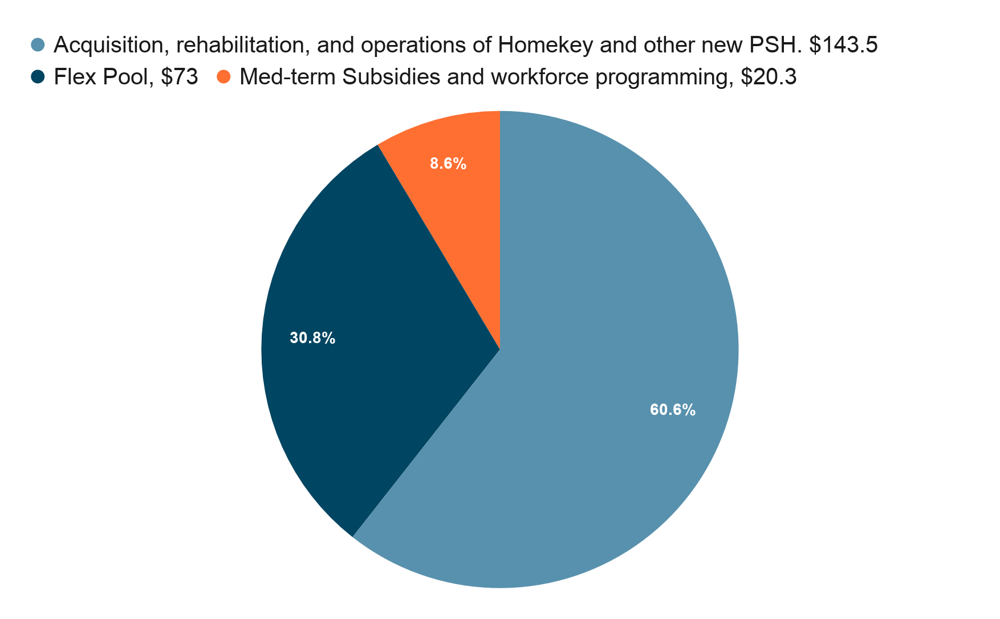 Acquisition, rehabilitation, and operations of Homekey and other new PSH. $143.5
Flex Pool, $73 Med-term Subsidies and workforce programming, $20.3
8.6%
30.8%
60.6%